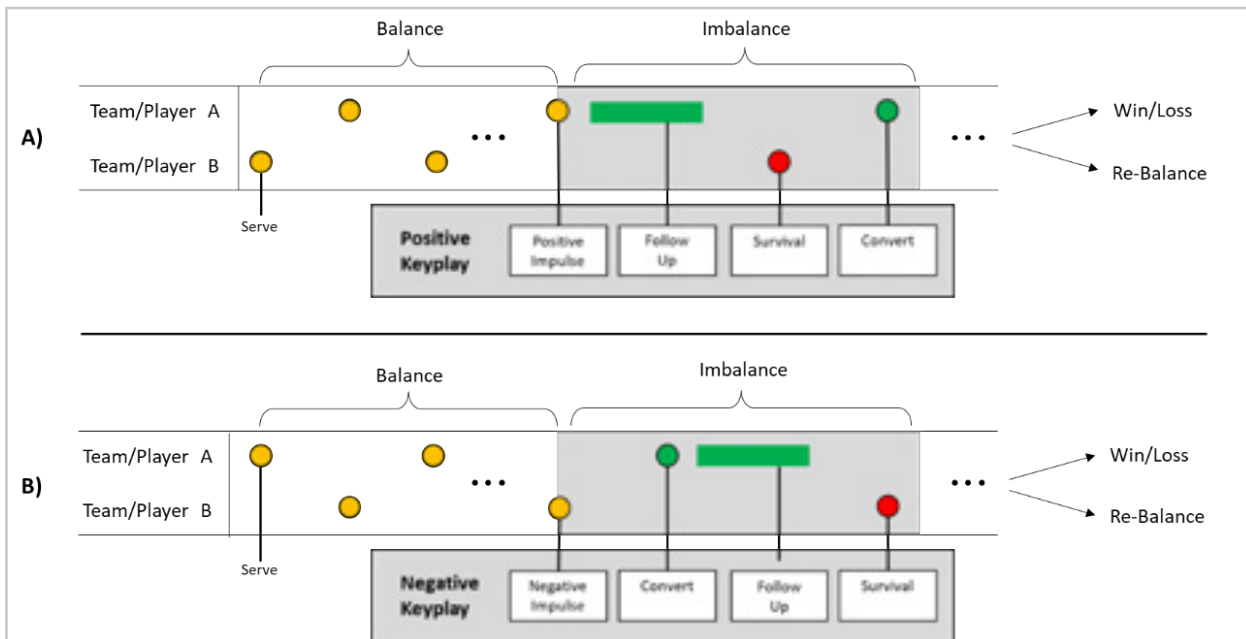 Balance
Imbalance
A)
Team/Player A
Team/Player B
...
...
Win/Loss
Re-Balance
Serve
Positive
Keyplay
Positive
Impulse
Follow
Up
Survival
Convert
Balance
Imbalance
B)
Team/Player A
Team/Player B
...
...
Win/Loss
Re-Balance
Serve
Negative
Keyplay
Negative
Impulse
Convert
Follow
Up
Survival